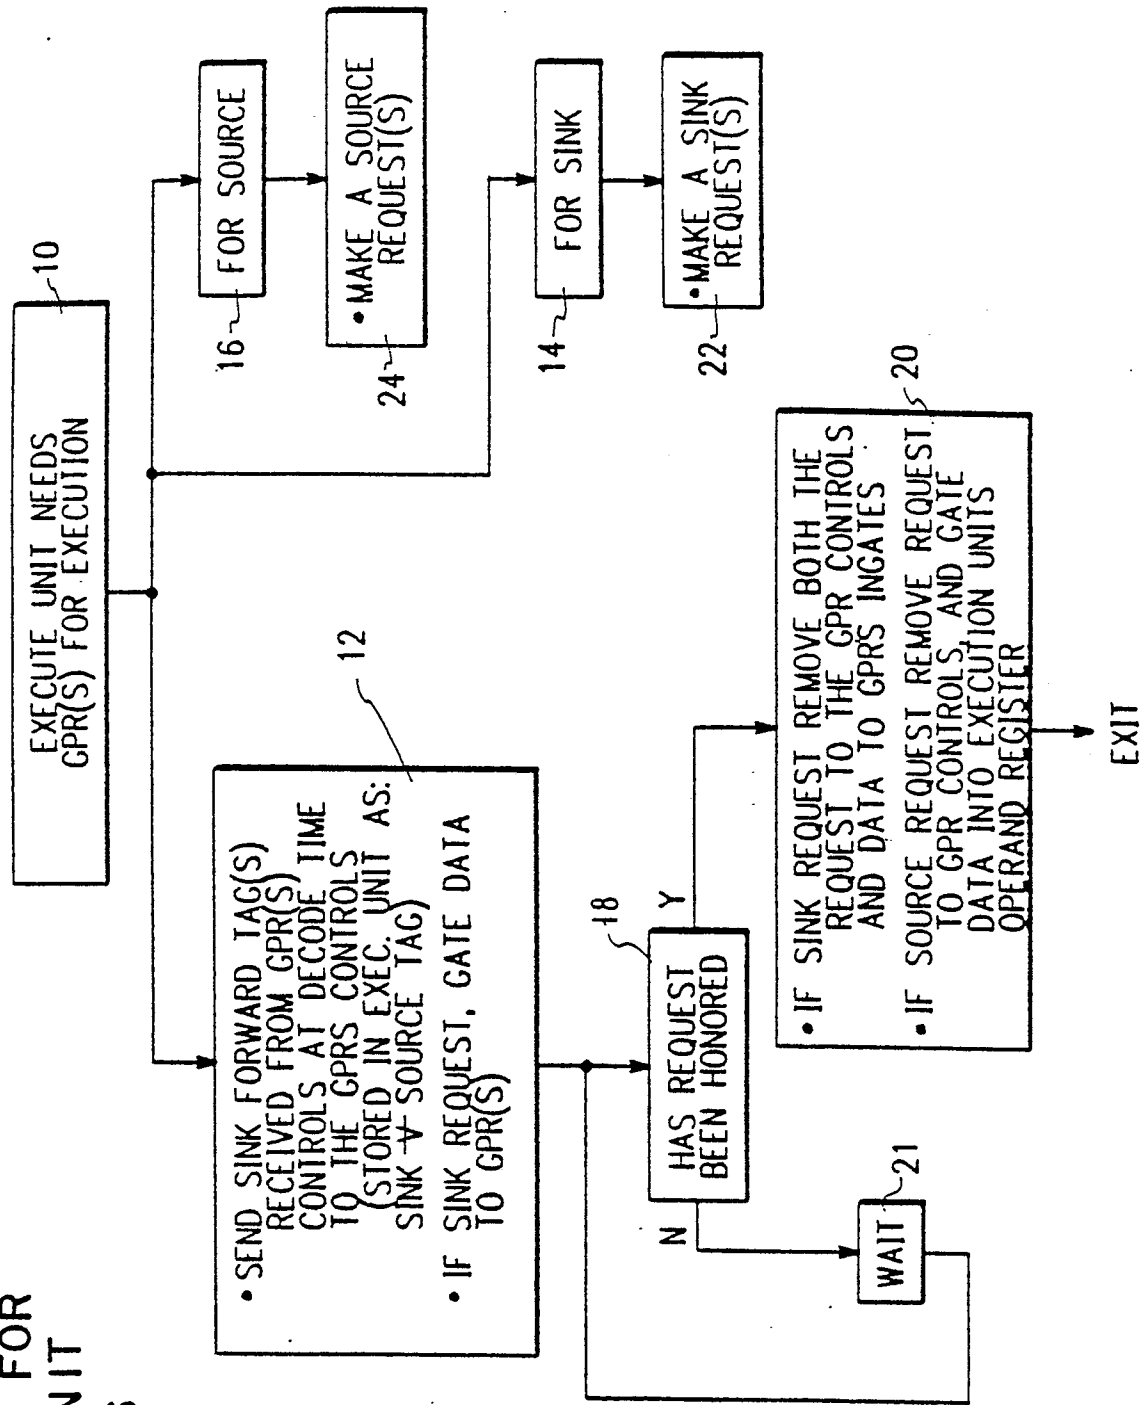 FOR
EXECUTE UNIT NEEDS
GPR(S) FOR EXECUTION
10
• SEND SINK FORWARD TAG(S)
RECEIVED FROM GPR(S)
CONTROLS AT DECODE TIME
TO THE GPRS CONTROLS
(STORED IN EXEC. UNIT AS:
SINK ⊻ SOURCE TAG)
• IF SINK REQUEST, GATE DATA
TO GPR(S)
12
16
FOR SOURCE
24
• MAKE A SOURCE
REQUEST(S)
14
FOR SINK
22
• MAKE A SINK
REQUEST(S)
18
HAS REQUEST
BEEN HONORED
N
Y
WAIT
21
• IF SINK REQUEST REMOVE BOTH THE
REQUEST TO THE GPR CONTROLS
AND DATA TO GPR'S INGATES
• IF SOURCE REQUEST REMOVE REQUEST
TO GPR CONTROLS, AND GATE
DATA INTO EXECUTION UNITS
OPERAND REGISTER
20
EXIT